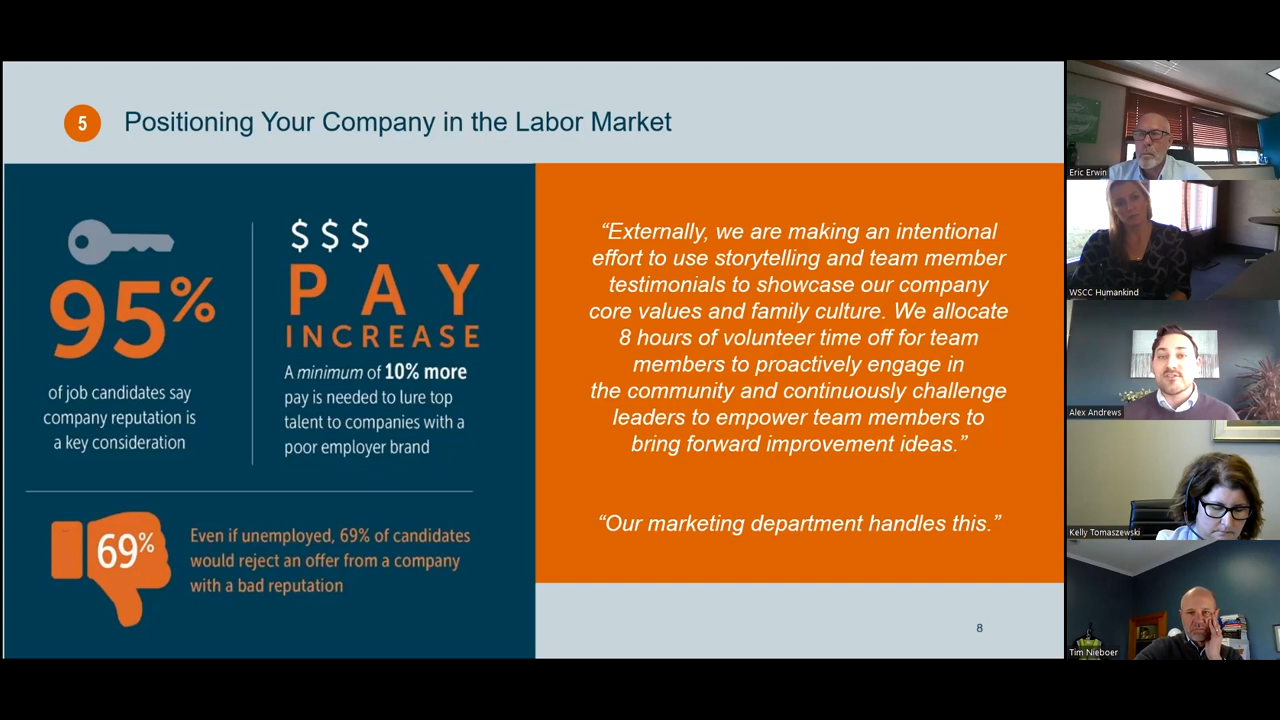 5
Positioning Your Company in the Labor Market
95%
of job candidates say
company reputation is
a key consideration
$ $ $
PAY
INCREASE
A minimum of 10% more
pay is needed to lure top
talent to companies with a
poor employer brand
69%
Even if unemployed, 69% of candidates
would reject an offer from a company
with a bad reputation
“Externally, we are making an intentional
effort to use storytelling and team member
testimonials to showcase our company
core values and family culture. We allocate
8 hours of volunteer time off for team
members to proactively engage in
the community and continuously challenge
leaders to empower team members to
bring forward improvement ideas.”
“Our marketing department handles this.”
8
Eric Erwin
WSCC Humankind
Alex Andrews
Kelly Tomaszewski
Tim Nieboer